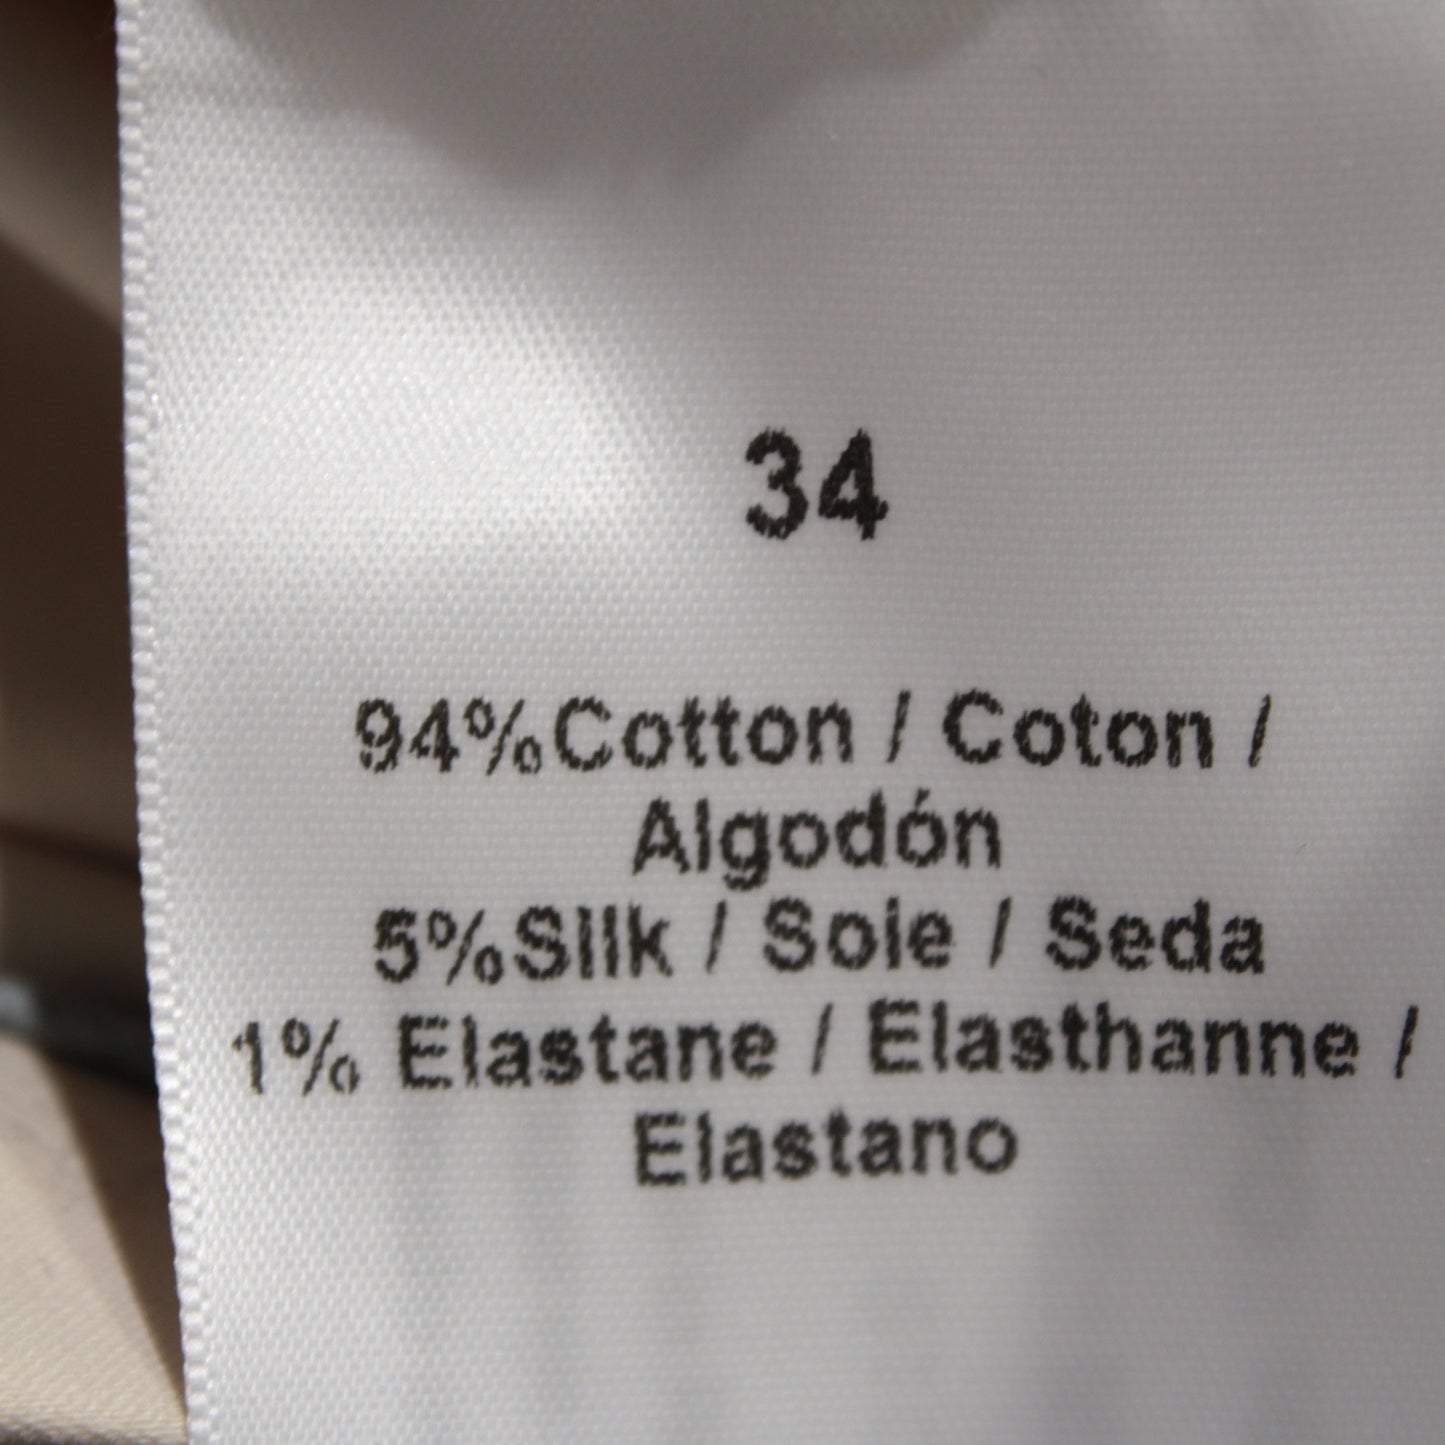 34
94%Cotton / Coton /
Algodón
5%Silk / Soie / Seda
1% Elastane / Elasthanne /
Elastano